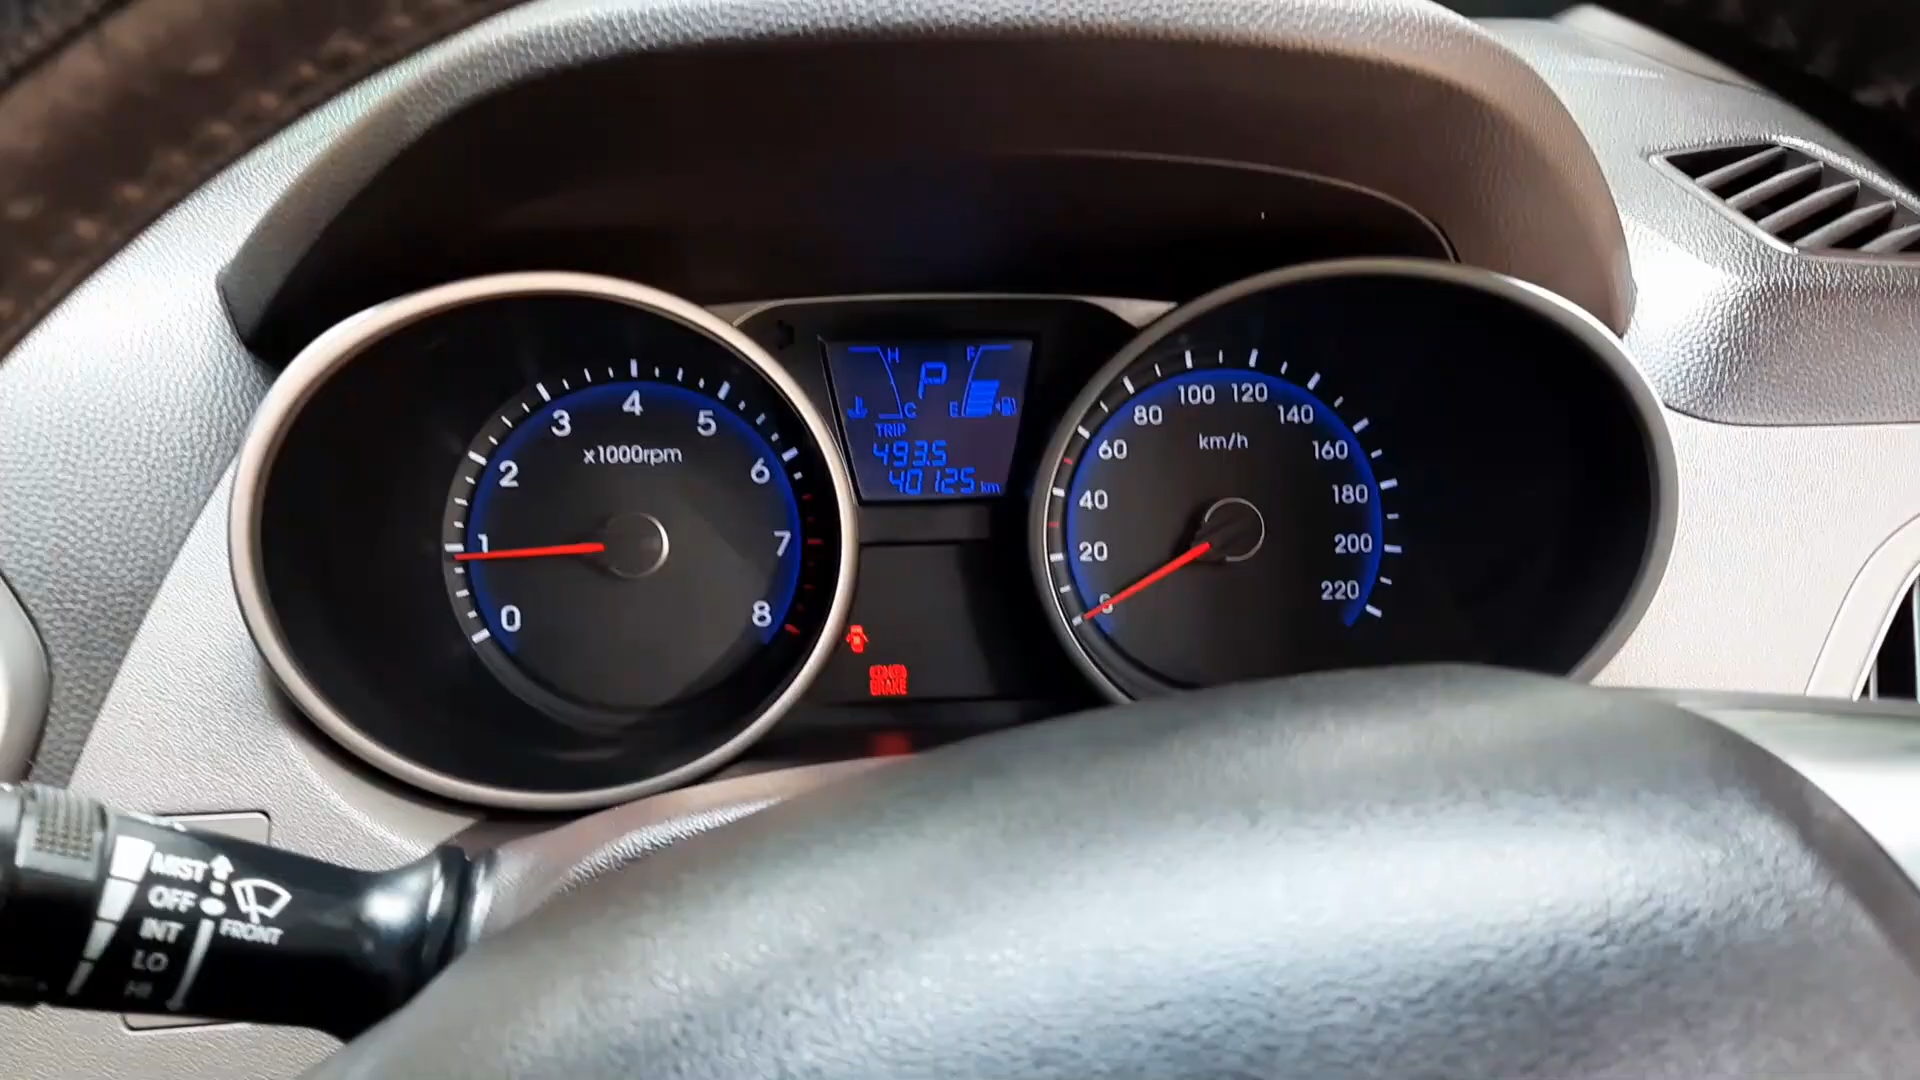 0
1
2
3
4
5
6
7
8
x1000rpm
H
P
F
C
E
TRIP
493.5
40125 km
BRAKE
20
40
60
80
100
120
140
160
180
200
220
km/h
MIST
OFF
INT
FRONT
LO
HI